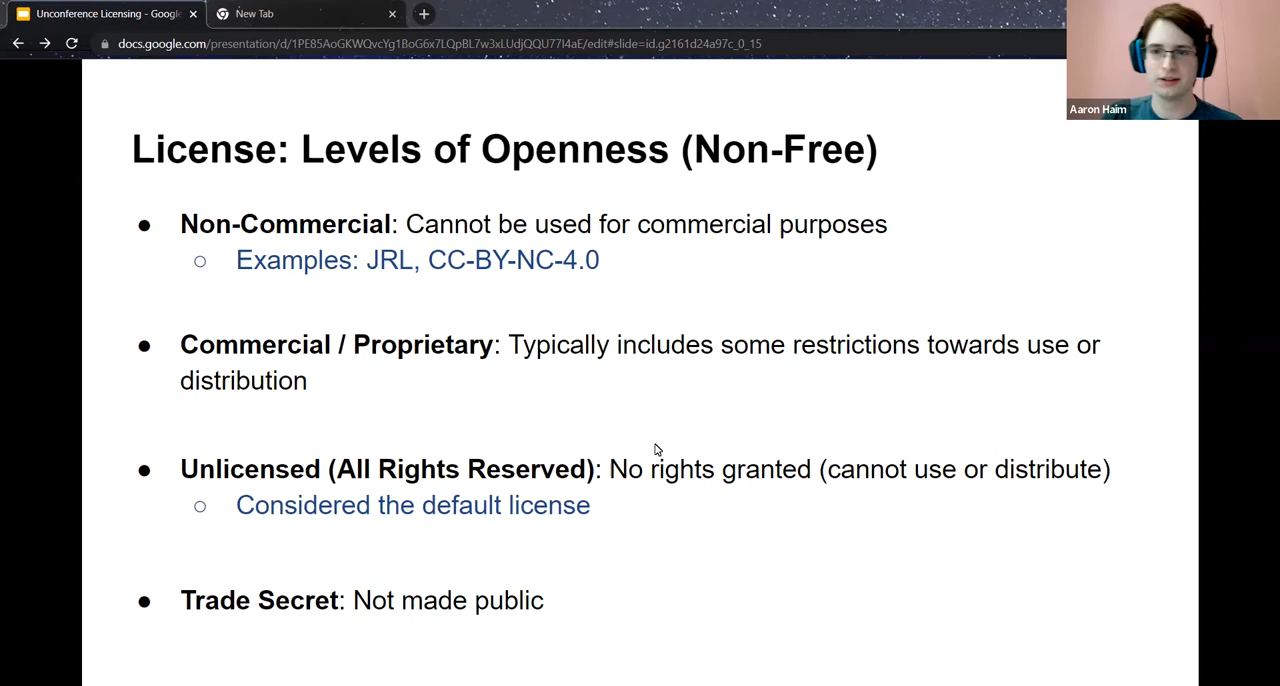 Unconference Licensing - Google
New Tab
docs.google.com/presentation/d/1PE85AoGKWQvcYg1BoG6x7LQpBL7w3xLUdjQQU77I4aE/edit#slide=id.g2161d24a97c_0_15
Aaron Haim
License: Levels of Openness (Non-Free)
● Non-Commercial: Cannot be used for commercial purposes
○ Examples: JRL, CC-BY-NC-4.0
● Commercial / Proprietary: Typically includes some restrictions towards use or
distribution
● Unlicensed (All Rights Reserved): No rights granted (cannot use or distribute)
○ Considered the default license
● Trade Secret: Not made public